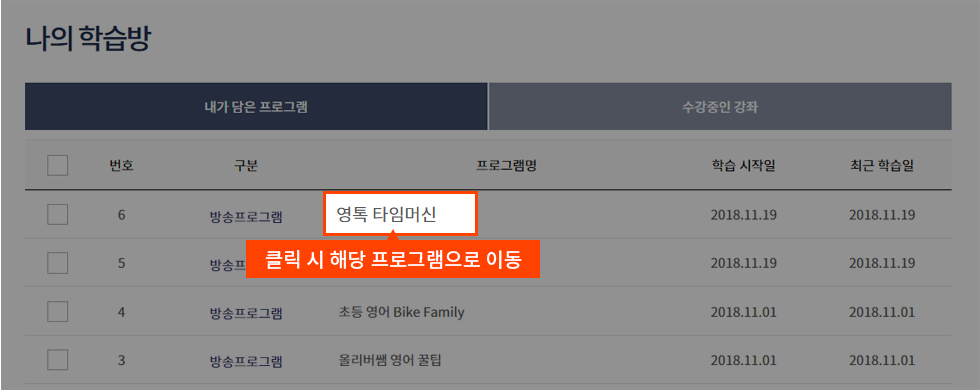 나의 학습방
내가 담은 프로그램 수강중인 강좌
번호 구분 프로그램명 학습 시작일 최근 학습일
6 방송프로그램 영톡 타임머신 2018.11.19 2018.11.19
클릭 시 해당 프로그램으로 이동
5 방송프 2018.11.19 2018.11.19
4 방송프로그램 초등 영어 Bike Family 2018.11.01 2018.11.01
3 방송프로그램 올리버쌤 영어 꿀팁 2018.11.01 2018.11.01